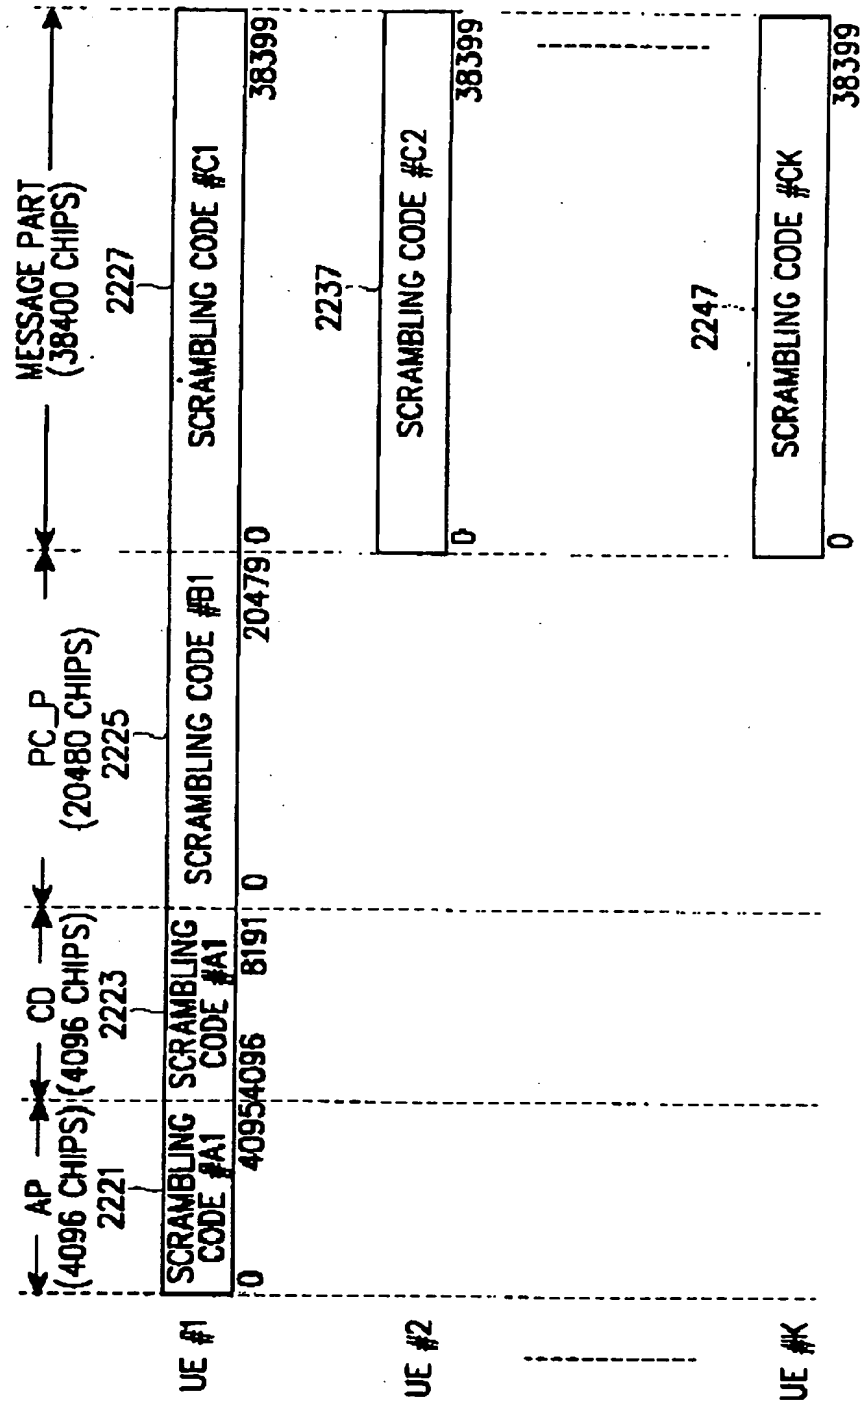 AP
(4096 CHIPS)
CD
(4096 CHIPS)
PC_P
(20480 CHIPS)
MESSAGE PART
(38400 CHIPS)
2221
2223
2225
2227
UE #1
SCRAMBLING
CODE #A1
SCRAMBLING
CODE #A1
SCRAMBLING CODE #B1
SCRAMBLING CODE #C1
0
4095
4096
8191
0
20479
0
38399
2237
UE #2
SCRAMBLING CODE #C2
0
38399
2247
UE #K
SCRAMBLING CODE #CK
0
38399